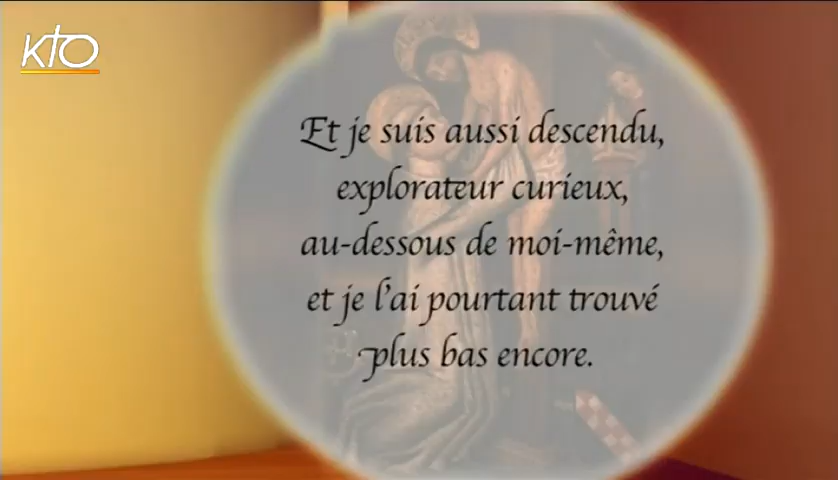 KTO
Et je suis aussi descendu,
explorateur curieux,
au-dessous de moi-même,
et je l'ai pourtant trouvé
plus bas encore.